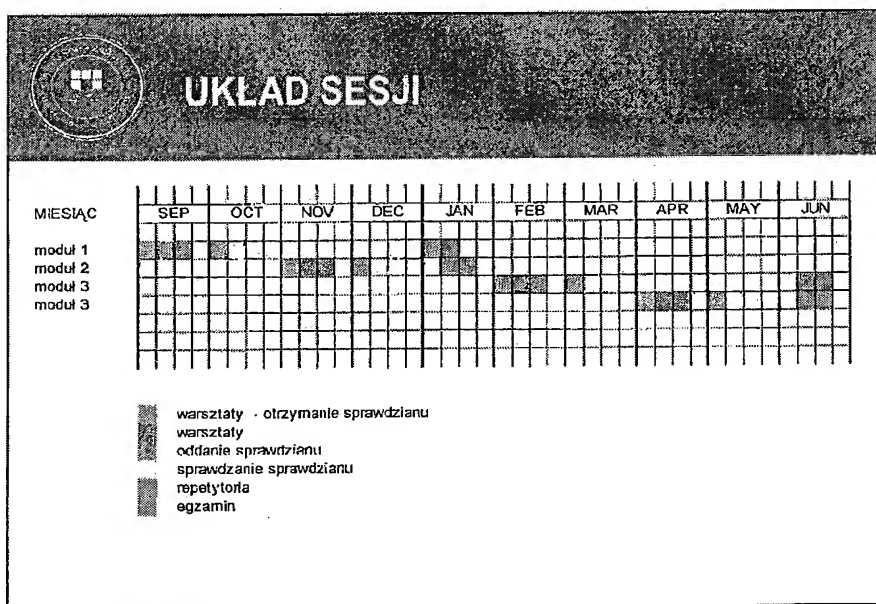 UKŁAD SESJI
MIESIĄC SEP OCT NOV DEC JAN FEB MAR APR MAY JUN
moduł 1
moduł 2
moduł 3
moduł 3
warsztaty - otrzymanie sprawdzianu
warsztaty
oddanie sprawdzianu
sprawdzanie sprawdzianu
repetytoria
egzamin